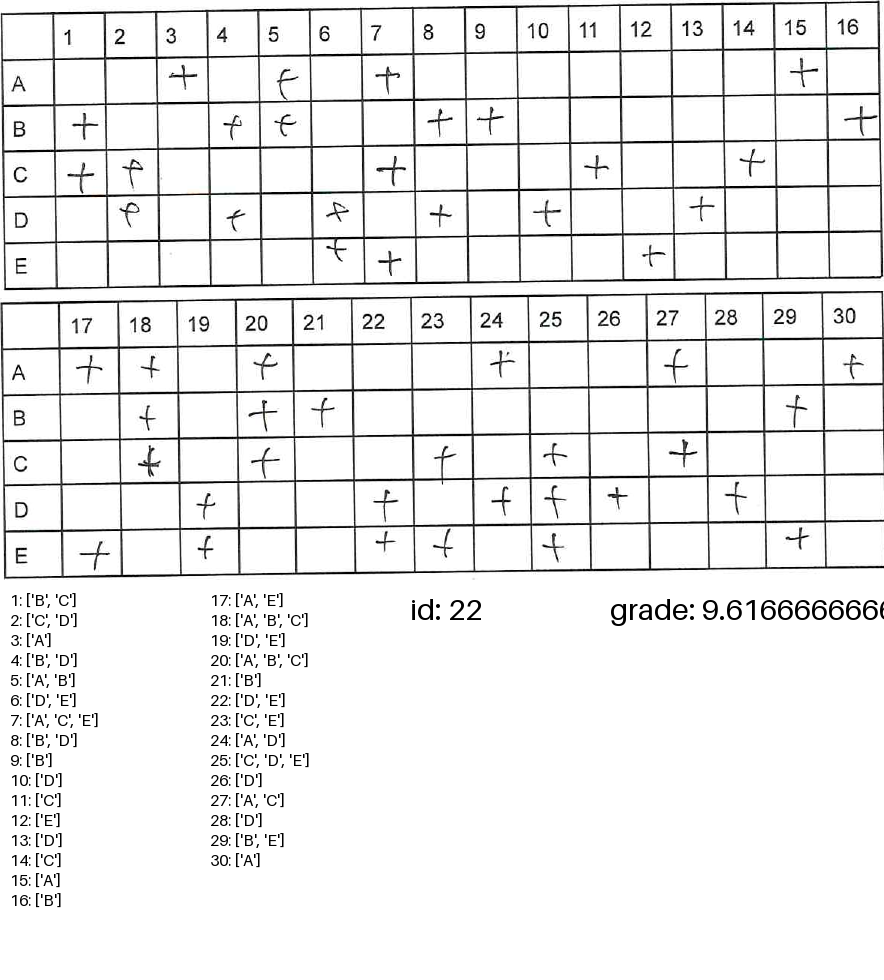 1 2 3 4 5 6 7 8 9 10 11 12 13 14 15 16
A + + + +
B + + + + + +
C + + + + +
D + + + + + +
E + + +
17 18 19 20 21 22 23 24 25 26 27 28 29 30
A + + + + + +
B + + + +
C + + + + +
D + + + + + +
E + + + + + +
1: ['B', 'C']
2: ['C', 'D']
3: ['A']
4: ['B', 'D']
5: ['A', 'B']
6: ['D', 'E']
7: ['A', 'C', 'E']
8: ['B', 'D']
9: ['B']
10: ['D']
11: ['C']
12: ['E']
13: ['D']
14: ['C']
15: ['A']
16: ['B']
17: ['A', 'E']
18: ['A', 'B', 'C']
19: ['D', 'E']
20: ['A', 'B', 'C']
21: ['B']
22: ['D', 'E']
23: ['C', 'E']
24: ['A', 'D']
25: ['C', 'D', 'E']
26: ['D']
27: ['A', 'C']
28: ['D']
29: ['B', 'E']
30: ['A']
id: 22
grade: 9.6166666666